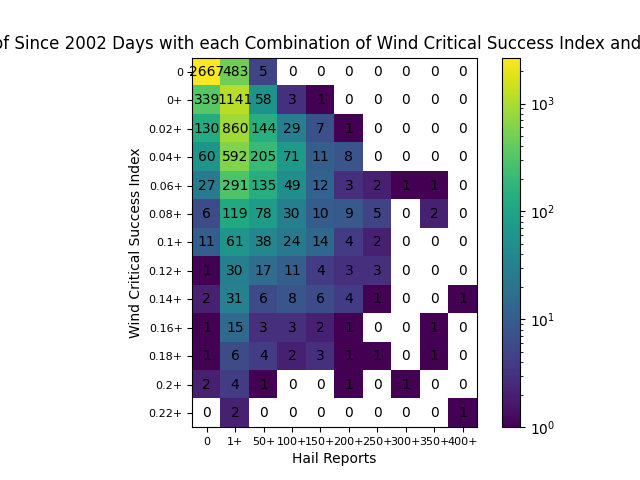 of Since 2002 Days with each Combination of Wind Critical Success Index and
Wind Critical Success Index
0 2667 483 5 0 0 0 0 0 0 0
0+ 339 1141 58 3 1 0 0 0 0 0
0.02+ 130 860 144 29 7 1 0 0 0 0
0.04+ 60 592 205 71 11 8 0 0 0 0
0.06+ 27 291 135 49 12 3 2 1 1 0
0.08+ 6 119 78 30 10 9 5 0 2 0
0.1+ 11 61 38 24 14 4 2 0 0 0
0.12+ 1 30 17 11 4 3 3 0 0 0
0.14+ 2 31 6 8 6 4 1 0 0 1
0.16+ 1 15 3 3 2 1 0 0 1 0
0.18+ 1 6 4 2 3 1 1 0 1 0
0.2+ 2 4 1 0 0 1 0 1 0 0
0.22+ 0 2 0 0 0 0 0 0 0 1
0 1+ 50+ 100+ 150+ 200+ 250+ 300+ 350+ 400+
Hail Reports
10³
10²
10¹
10⁰